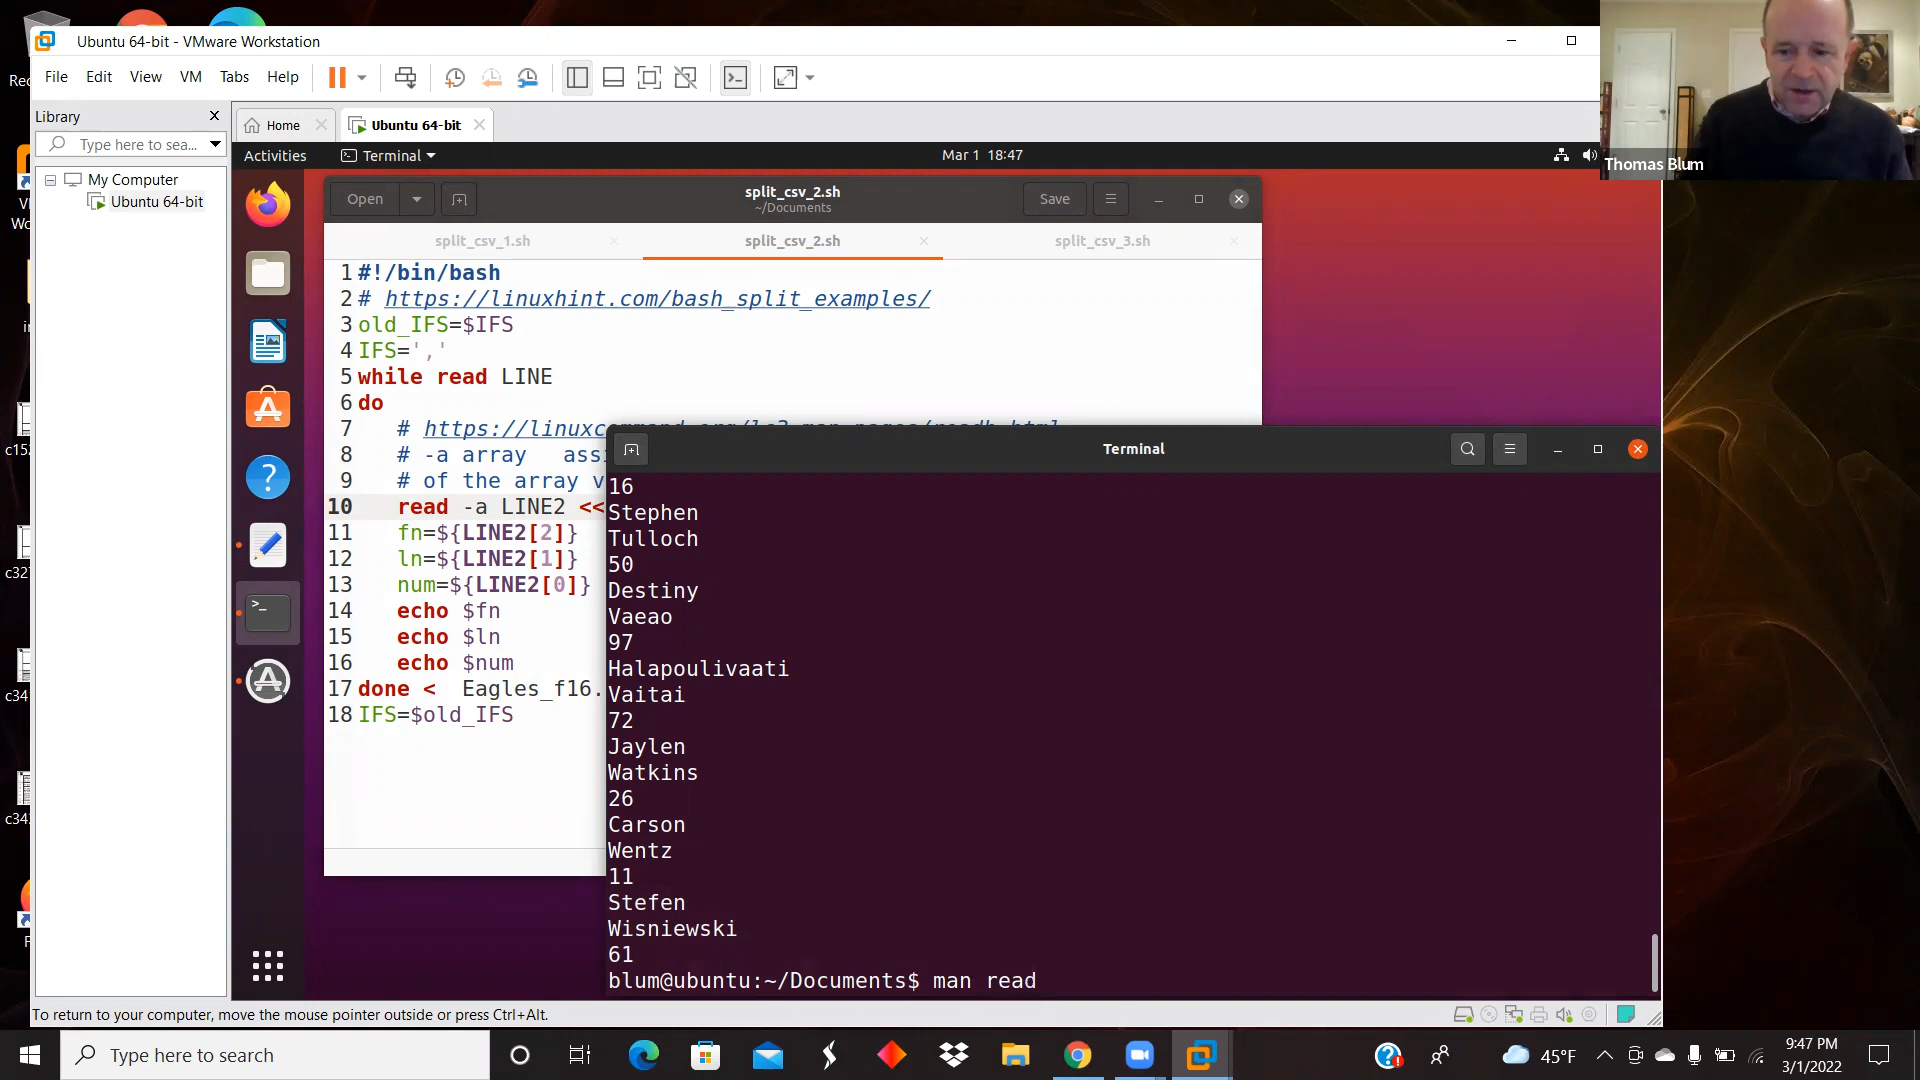 Ubuntu 64-bit - VMware Workstation
File Edit View VM Tabs Help
Library
Type here to sea...
My Computer
Ubuntu 64-bit
Home
Ubuntu 64-bit
Activities
Terminal
Mar 1 18:47
Thomas Blum
Open
split_csv_2.sh
~/Documents
Save
split_csv_1.sh
split_csv_2.sh
split_csv_3.sh
1 #!/bin/bash
2 # https://linuxhint.com/bash_split_examples/
3 old_IFS=$IFS
4 IFS=','
5 while read LINE
6 do
7 # https://linuxc
8 # -a array ass
9 # of the array v
10 read -a LINE2 <<
11 fn=${LINE2[2]}
12 ln=${LINE2[1]}
13 num=${LINE2[0]}
14 echo $fn
15 echo $ln
16 echo $num
17 done < Eagles_f16.
18 IFS=$old_IFS
Terminal
16
Stephen
Tulloch
50
Destiny
Vaeao
97
Halapoulivaati
Vaitai
72
Jaylen
Watkins
26
Carson
Wentz
11
Stefen
Wisniewski
61
blum@ubuntu:~/Documents$ man read
To return to your computer, move the mouse pointer outside or press Ctrl+Alt.
Type here to search
45°F
9:47 PM
3/1/2022